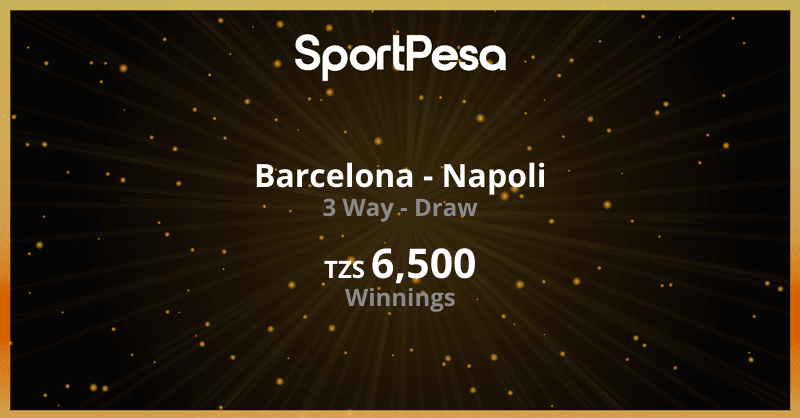 SportPesa
Barcelona - Napoli
3 Way - Draw
TZS 6,500
Winnings